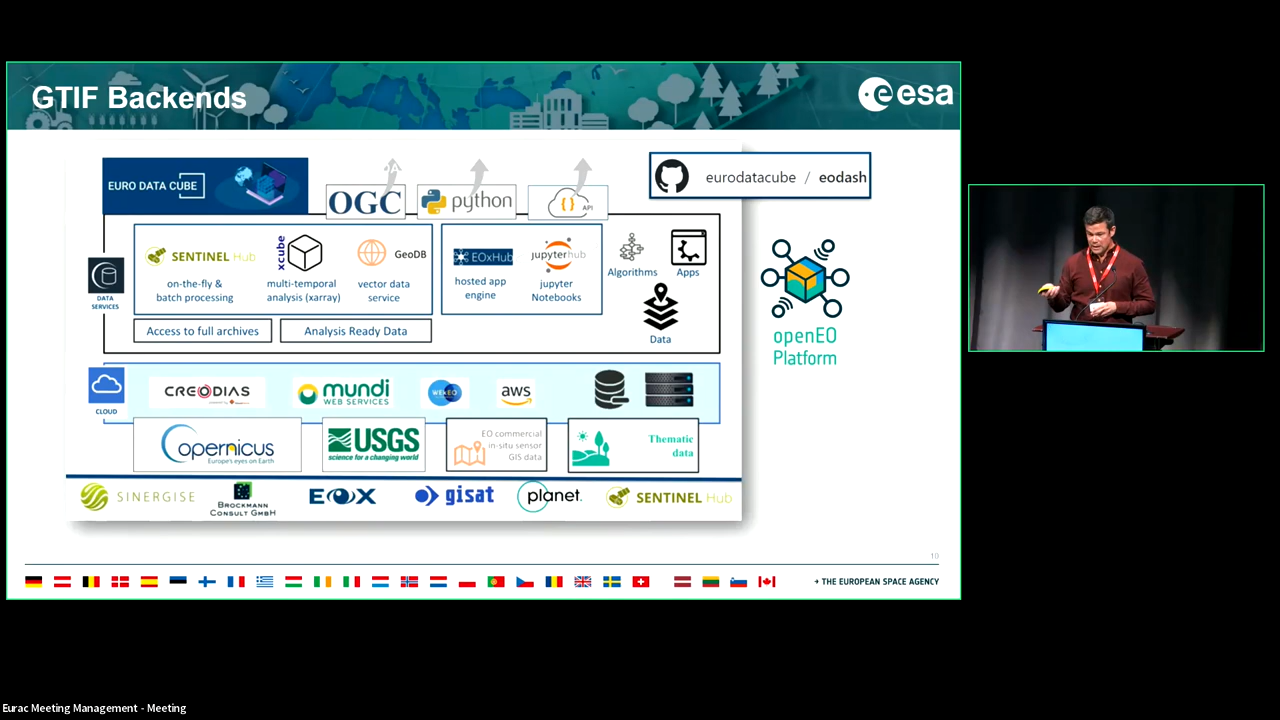 GTIF Backends
esa
EURO DATA CUBE
OGC
python
API
eurodatacube / eodash
DATA
SERVICES
SENTINEL Hub
on-the-fly &
batch processing
xcube
multi-temporal
analysis (xarray)
GeoDB
vector data
service
EOxHub
hosted app
engine
jupyterhub
jupyter
Notebooks
Algorithms
Apps
Data
Access to full archives
Analysis Ready Data
openEO
Platform
CLOUD
CREODIAS
mundi
WEB SERVICES
WEKEO
aws
opernicus
Europe's eyes on Earth
USGS
science for a changing world
EO commercial
in-situ sensor
GIS data
Thematic
data
SINERGISE
BROCKMANN
CONSULT GMBH
EOX
gisat
planet.
SENTINEL Hub
10
→ THE EUROPEAN SPACE AGENCY
Eurac Meeting Management - Meeting